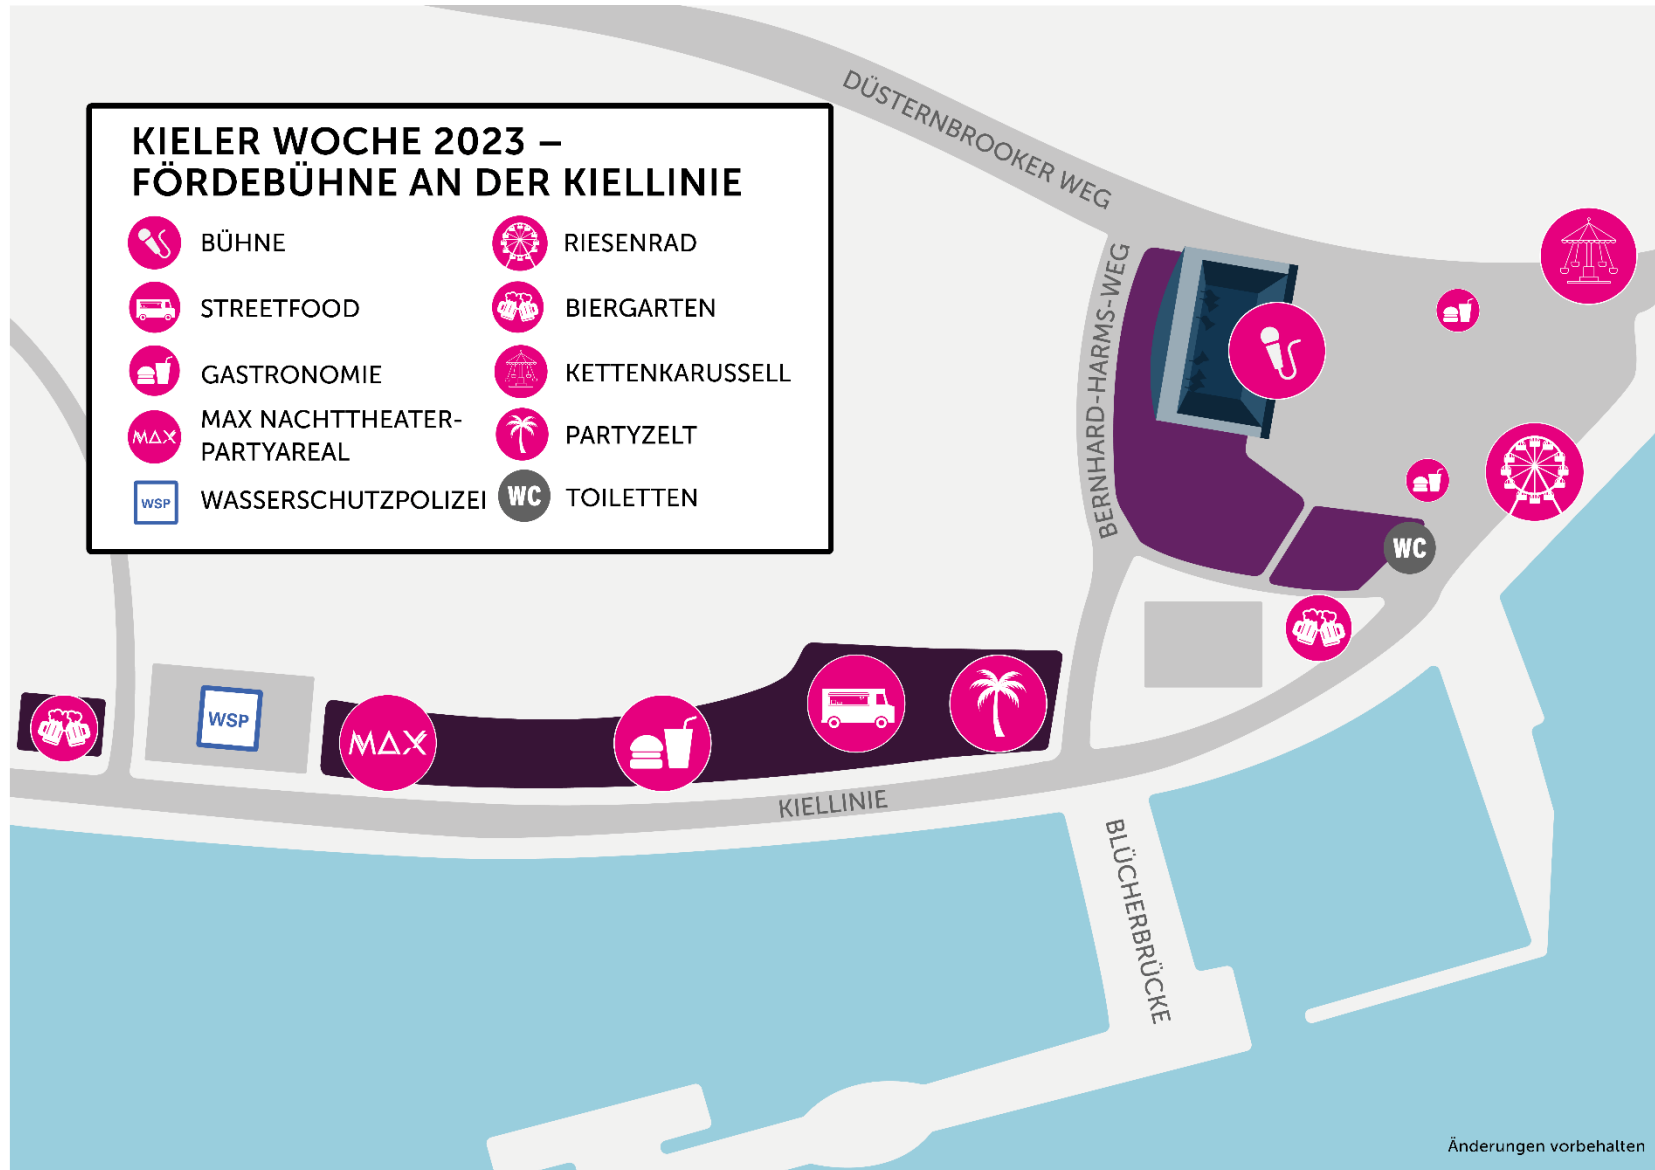 KIELER WOCHE 2023 –
FÖRDEBÜHNE AN DER KIELLINIE
BÜHNE
STREETFOOD
GASTRONOMIE
MAX
MAX NACHTTHEATER-
PARTYAREAL
WSP
WASSERSCHUTZPOLIZEI
RIESENRAD
BIERGARTEN
KETTENKARUSSELL
PARTYZELT
WC
TOILETTEN
DÜSTERNBROOKER WEG
BERNHARD-HARMS-WEG
WC
WSP
MAX
KIELLINIE
BLÜCHERBRÜCKE
Änderungen vorbehalten